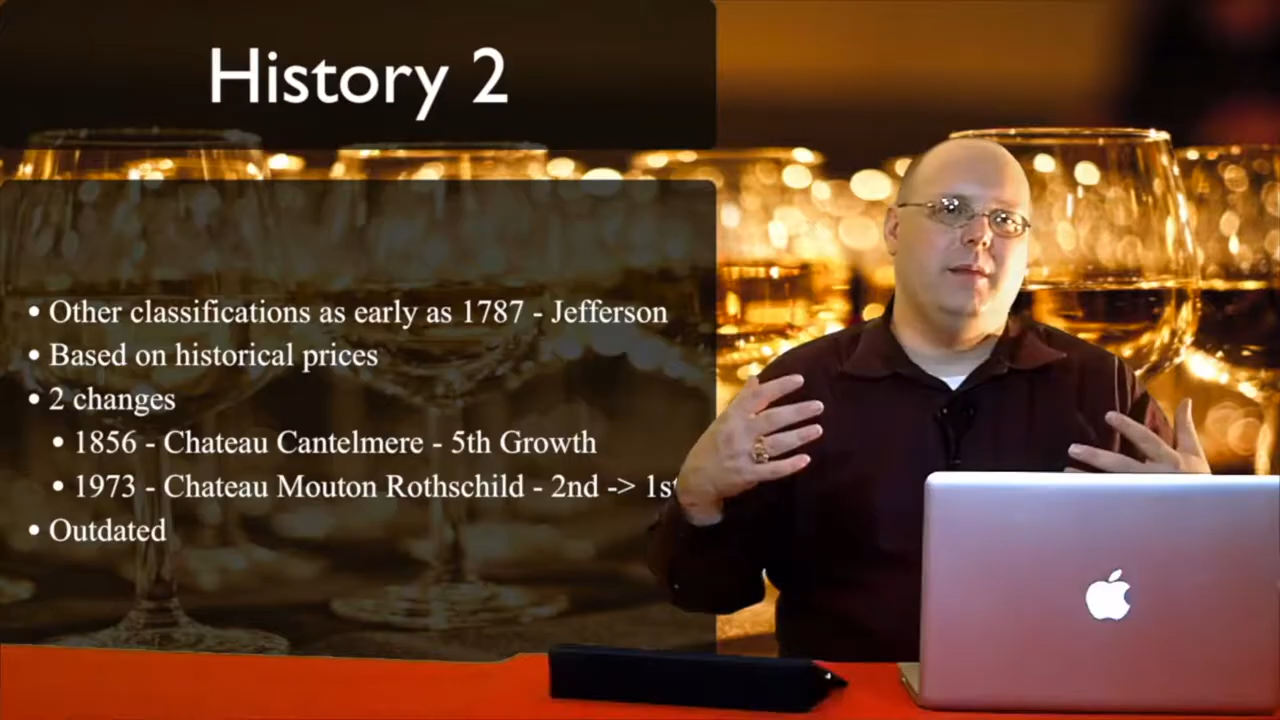 History 2
• Other classifications as early as 1787 - Jefferson
• Based on historical prices
• 2 changes
• 1856 - Chateau Cantelmere - 5th Growth
• 1973 - Chateau Mouton Rothschild - 2nd -> 1st
• Outdated